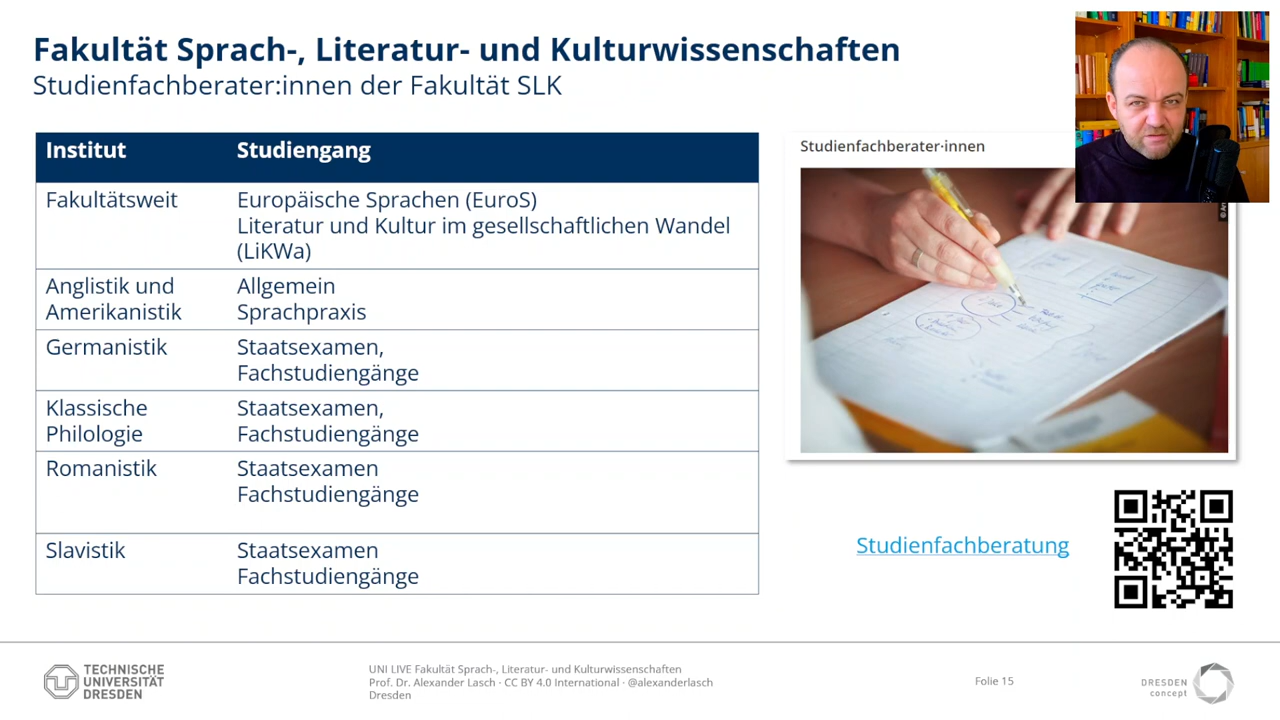 Fakultät Sprach-, Literatur- und Kulturwissenschaften
Studienfachberater:innen der Fakultät SLK
Institut Studiengang
Fakultätsweit Europäische Sprachen (EuroS)
Literatur und Kultur im gesellschaftlichen Wandel
(LiKWa)
Anglistik und Allgemein
Amerikanistik Sprachpraxis
Germanistik Staatsexamen,
Fachstudiengänge
Klassische Staatsexamen,
Philologie Fachstudiengänge
Romanistik Staatsexamen
Fachstudiengänge
Slavistik Staatsexamen
Fachstudiengänge
Studienfachberater·innen
Studienfachberatung
TECHNISCHE
UNIVERSITÄT
DRESDEN
UNI LIVE Fakultät Sprach-, Literatur- und Kulturwissenschaften
Prof. Dr. Alexander Lasch · CC BY 4.0 International · @alexanderlasch
Dresden
Folie 15
DRESDEN
concept